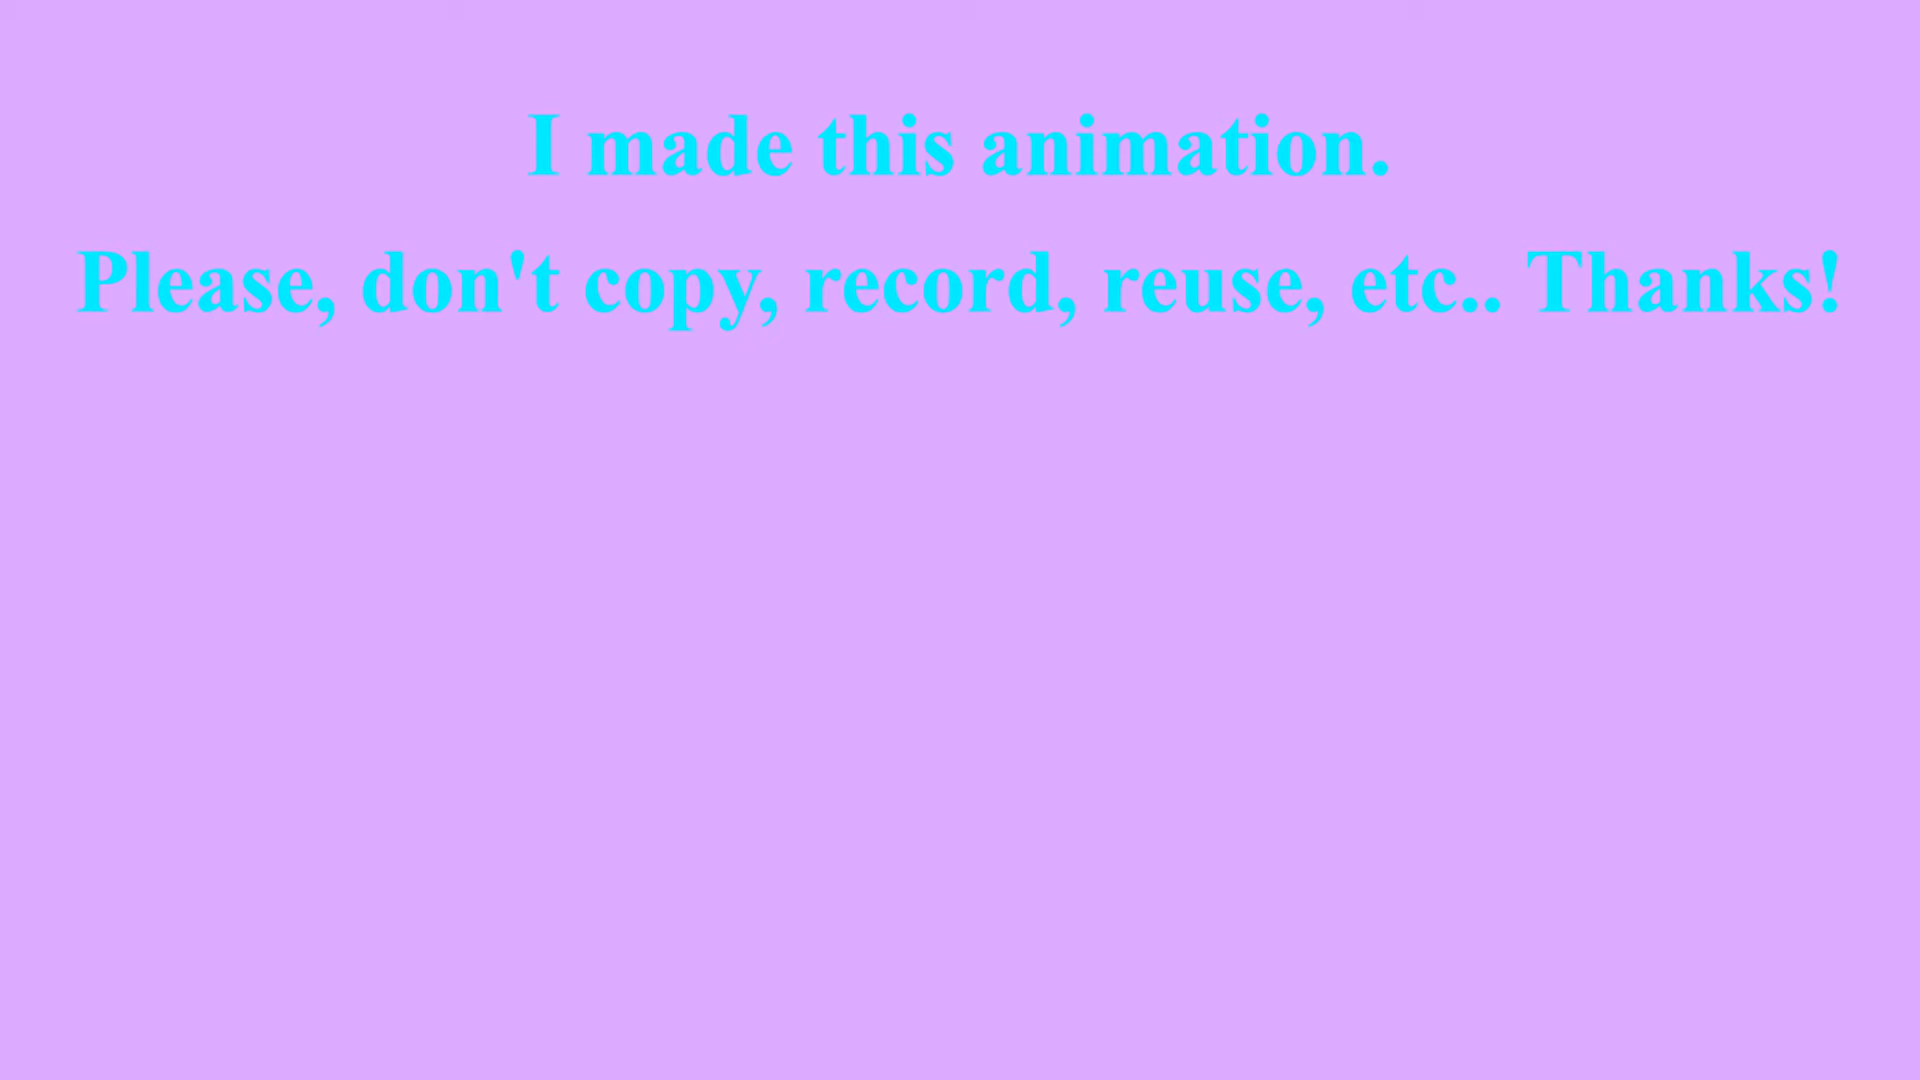 I made this animation.
Please, don't copy, record, reuse, etc.. Thanks!